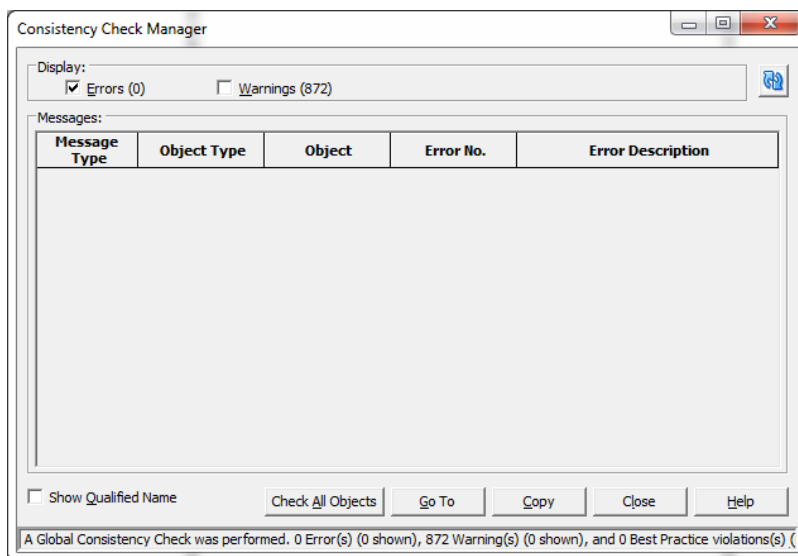 Consistency Check Manager
Display:
Errors (0) Warnings (872)
Messages:
Message Type Object Type Object Error No. Error Description
Show Qualified Name Check All Objects Go To Copy Close Help
A Global Consistency Check was performed. 0 Error(s) (0 shown), 872 Warning(s) (0 shown), and 0 Best Practice violations(s) (